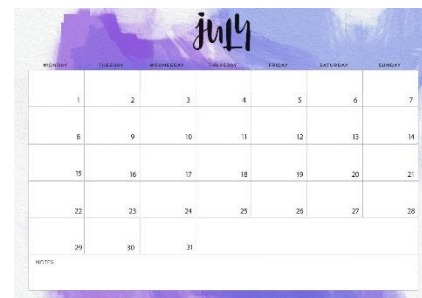 july
MONDAY TUESDAY WEDNESDAY THURSDAY FRIDAY SATURDAY SUNDAY
1 2 3 4 5 6 7
8 9 10 11 12 13 14
15 16 17 18 19 20 21
22 23 24 25 26 27 28
29 30 31
NOTES